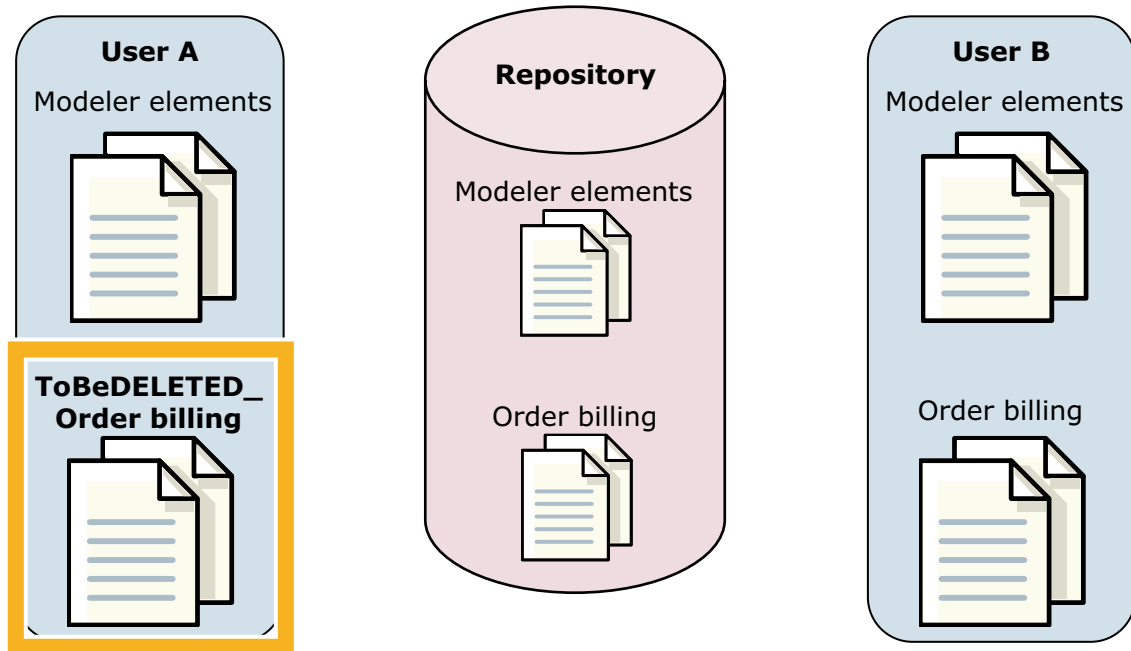 User A
Modeler elements
ToBeDELETED_
Order billing
Repository
Modeler elements
Order billing
User B
Modeler elements
Order billing